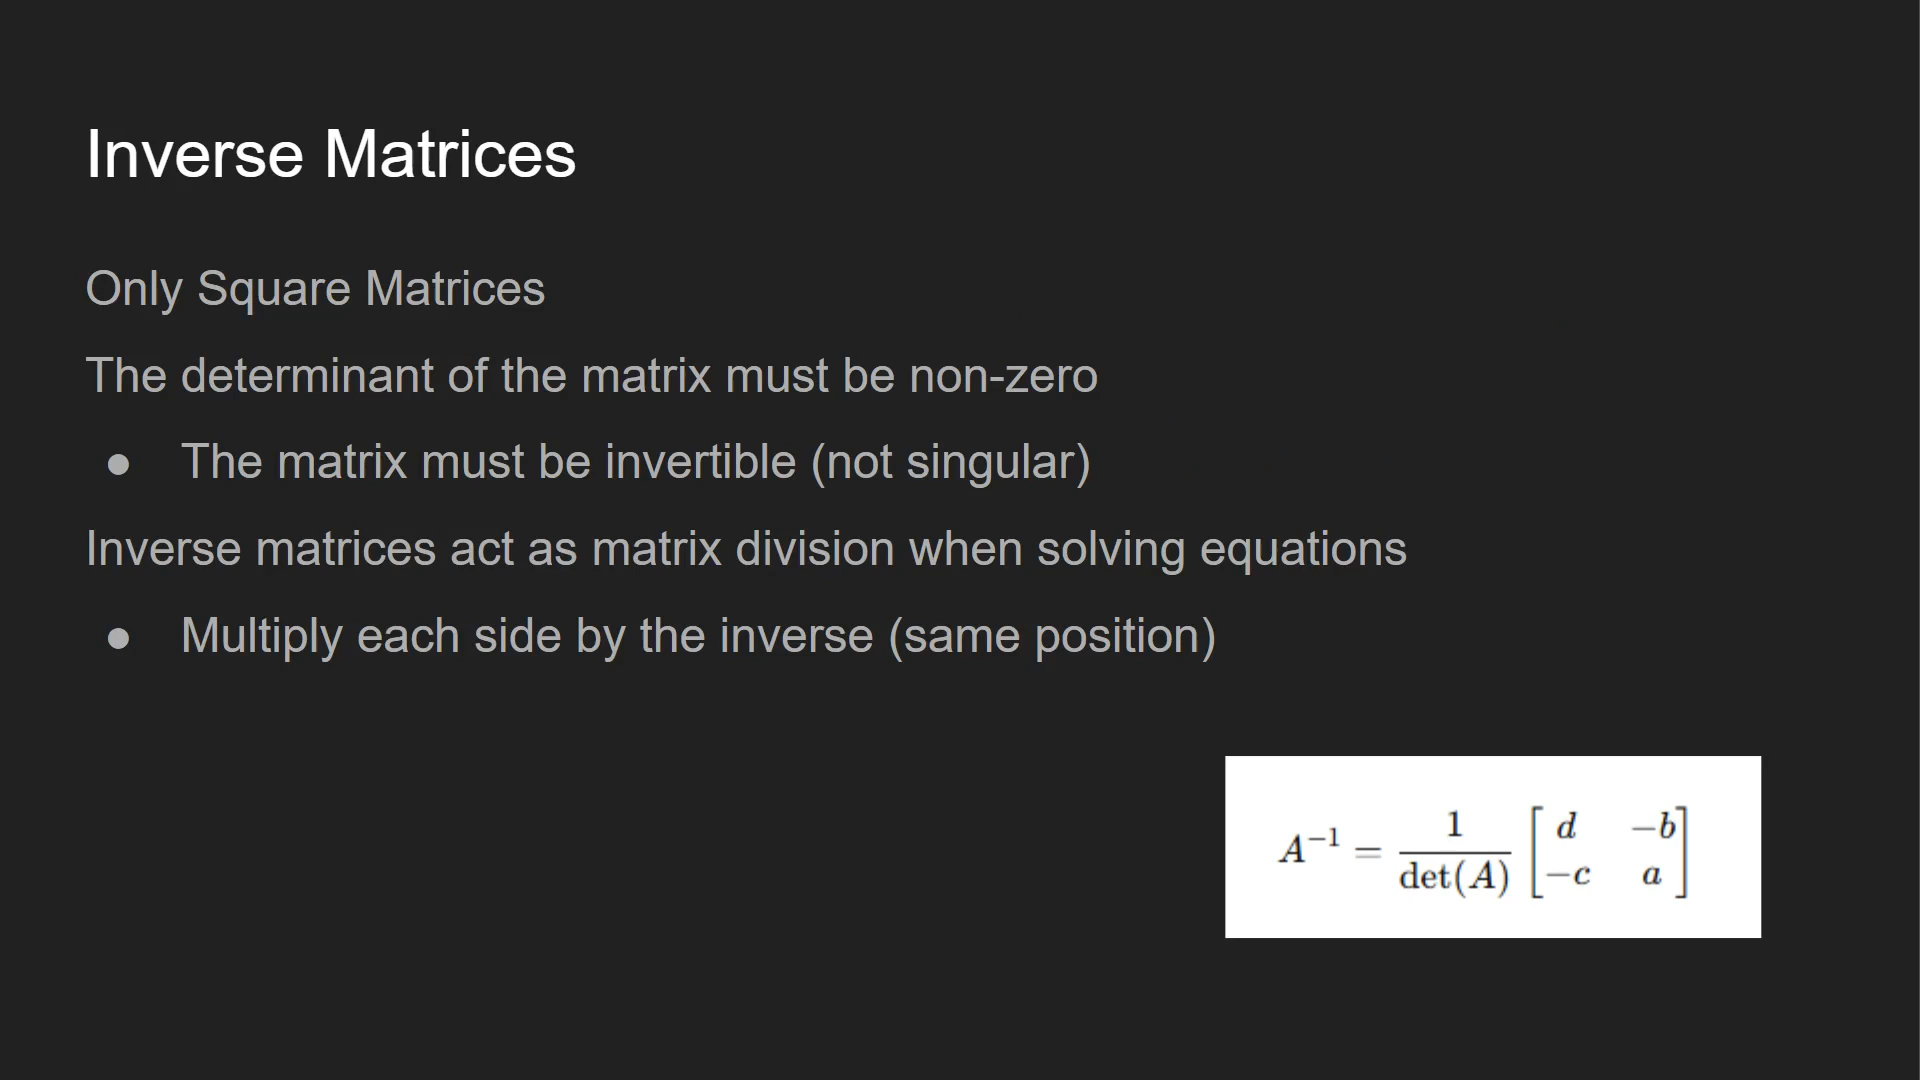 Inverse Matrices
Only Square Matrices
The determinant of the matrix must be non-zero
● The matrix must be invertible (not singular)
Inverse matrices act as matrix division when solving equations
● Multiply each side by the inverse (same position)
A⁻¹ = 1/det(A) [d −b; −c a]